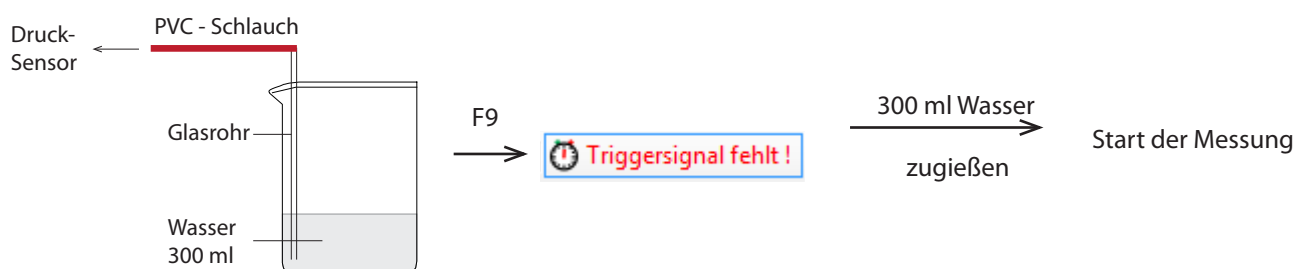 PVC - Schlauch
Druck-
Sensor
Glasrohr
Wasser
300 ml
F9
Triggersignal fehlt !
300 ml Wasser
zugießen
Start der Messung